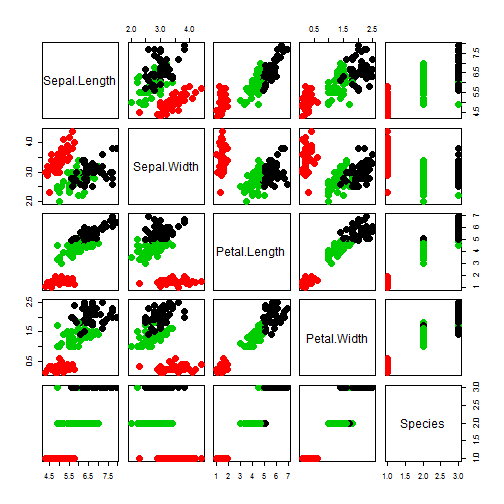 2.0 3.0 4.0
0.5 1.5 2.5
Sepal.Length
4.5 5.5 6.5 7.5
2.0 3.0 4.0
Sepal.Width
Petal.Length
1 2 3 4 5 6 7
0.5 1.5 2.5
Petal.Width
Species
1.0 1.5 2.0 2.5 3.0
4.5 5.5 6.5 7.5
1 2 3 4 5 6 7
1.0 1.5 2.0 2.5 3.0